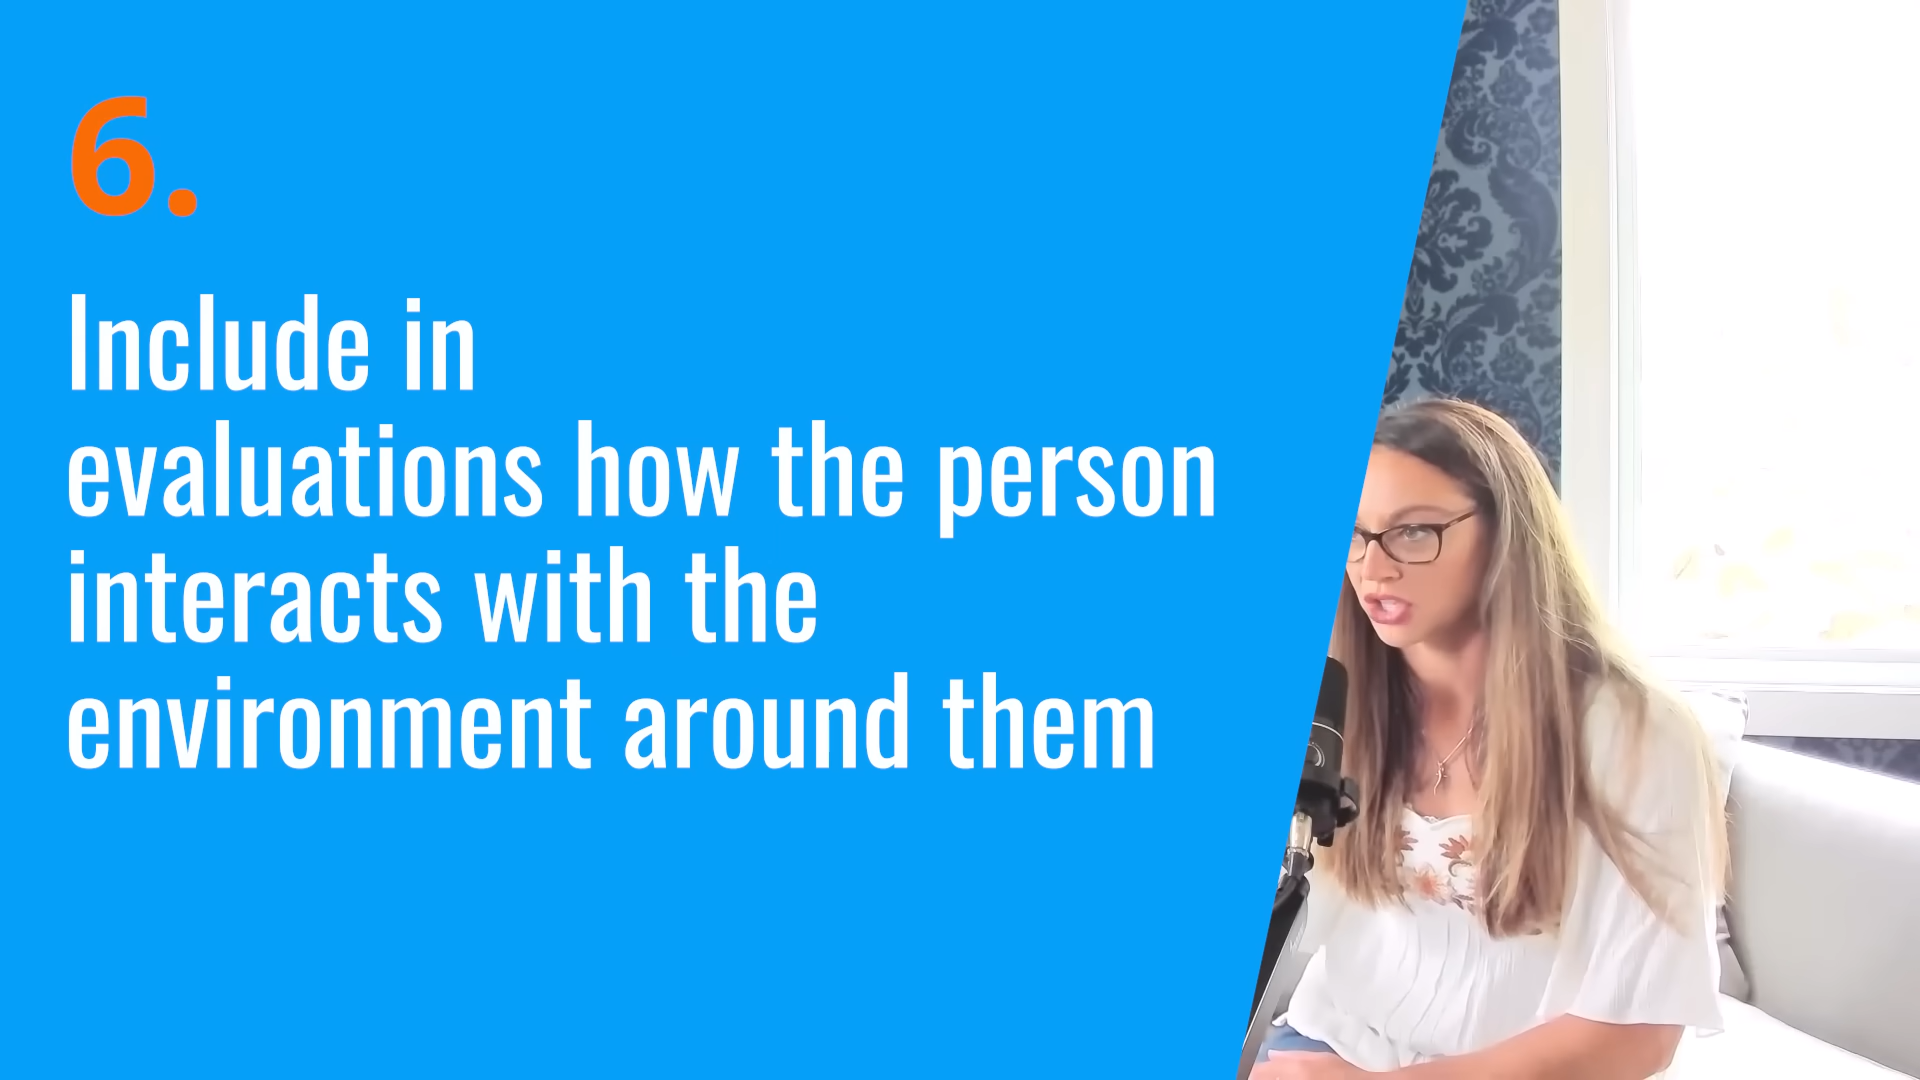 6.
Include in
evaluations how the person
interacts with the
environment around them